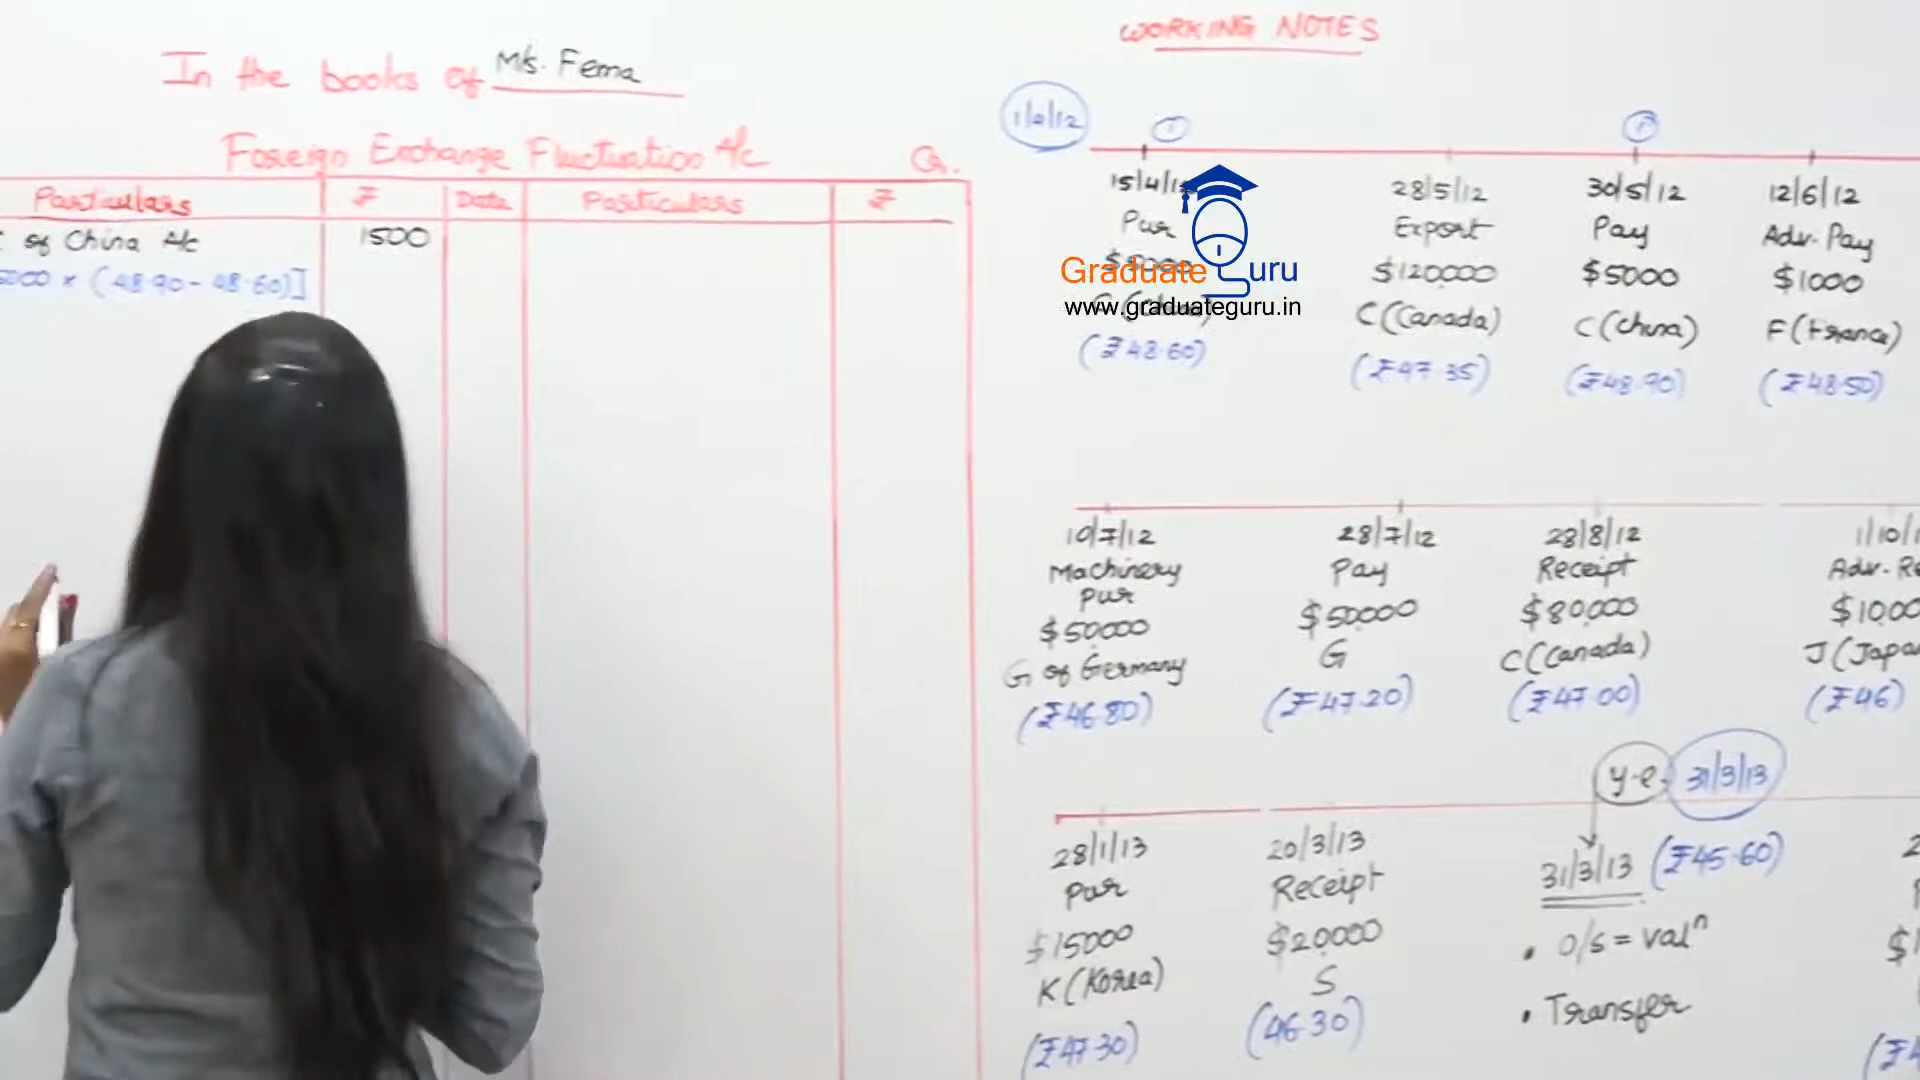 In the books of M/s. Fema
Foreign Exchange Fluctuation A/c
Cr.
Particulars ₹ Date Particulars ₹
of China A/c 1500
000 × (48.90 - 48.60)]
WORKING NOTES
1/4/12
① ①
15/4/1
Pur
(₹48.60)
28/5/12
Export
$120000
C (Canada)
(₹47.35)
30/5/12
Pay
$5000
C (China)
(₹48.90)
12/6/12
Adv. Pay
$1000
F (France)
(₹48.50)
Graduate Guru
www.graduateguru.in
10/7/12
Machinery
Pur
$50000
G of Germany
(₹46.80)
28/7/12
Pay
$50000
G
(₹47.20)
28/8/12
Receipt
$80000
C (Canada)
(₹47.00)
1/10/1
Adv. Re
$1000
J (Japa
(₹46)
y.e. 31/3/13
28/1/13
Pur
$15000
K (Korea)
(₹47.30)
20/3/13
Receipt
$20000
S
(46.30)
31/3/13 (₹45.60)
• O/S = valⁿ
• Transfer